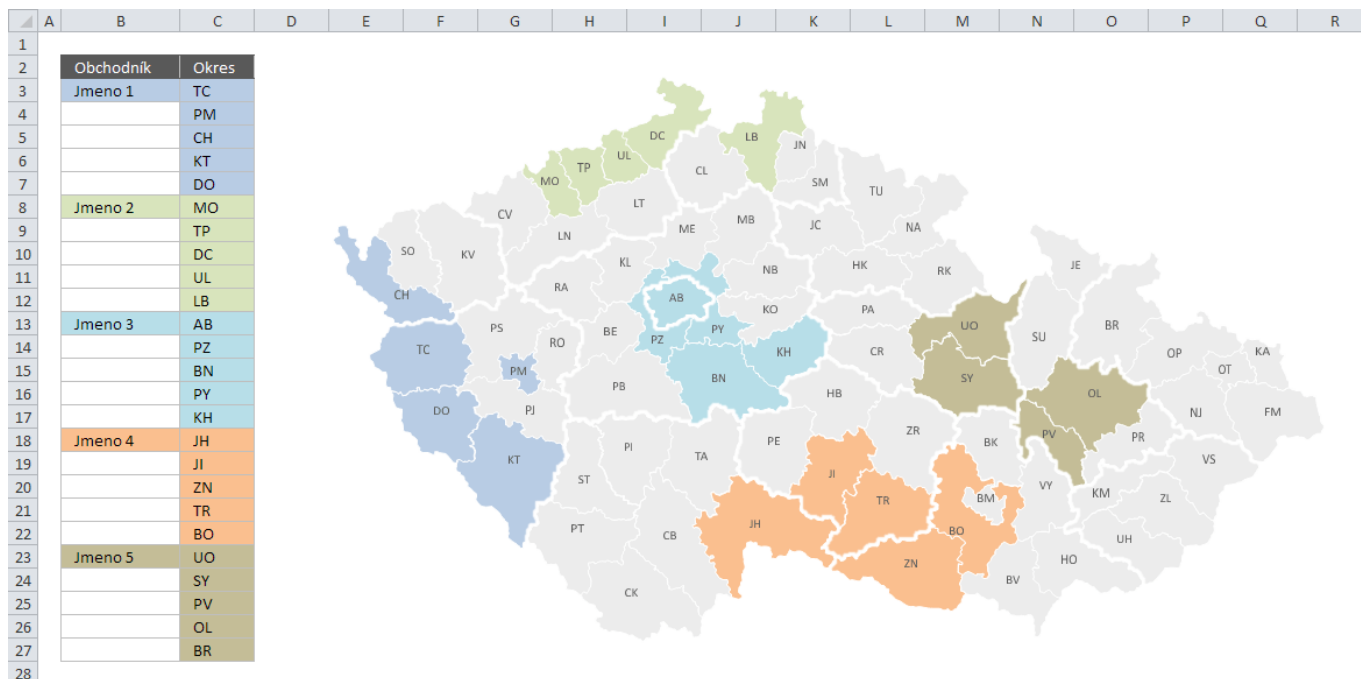 A B C D E F G H I J K L M N O P Q R
1
2 Obchodník Okres
3 Jmeno 1 TC
4 PM
5 CH
6 KT
7 DO
8 Jmeno 2 MO
9 TP
10 DC
11 UL
12 LB
13 Jmeno 3 AB
14 PZ
15 BN
16 PY
17 KH
18 Jmeno 4 JH
19 JI
20 ZN
21 TR
22 BO
23 Jmeno 5 UO
24 SY
25 PV
26 OL
27 BR
28
DC LB JN
UL TP CL
MO SM TU
CV LT MB JC NA
LN ME
SO KV KL NB HK RK JE
RA AB
CH KO PA
PS BE PY UO BR
RO PZ SU
TC KH CR OP KA
PM OT
BN SY
PB HB OL
DO PJ NJ FM
ZR PR
PI PE BK PV
KT TA VS
ST JI VY KM ZL
TR BM
PT JH BO
CB UH
ZN HO
BV
CK